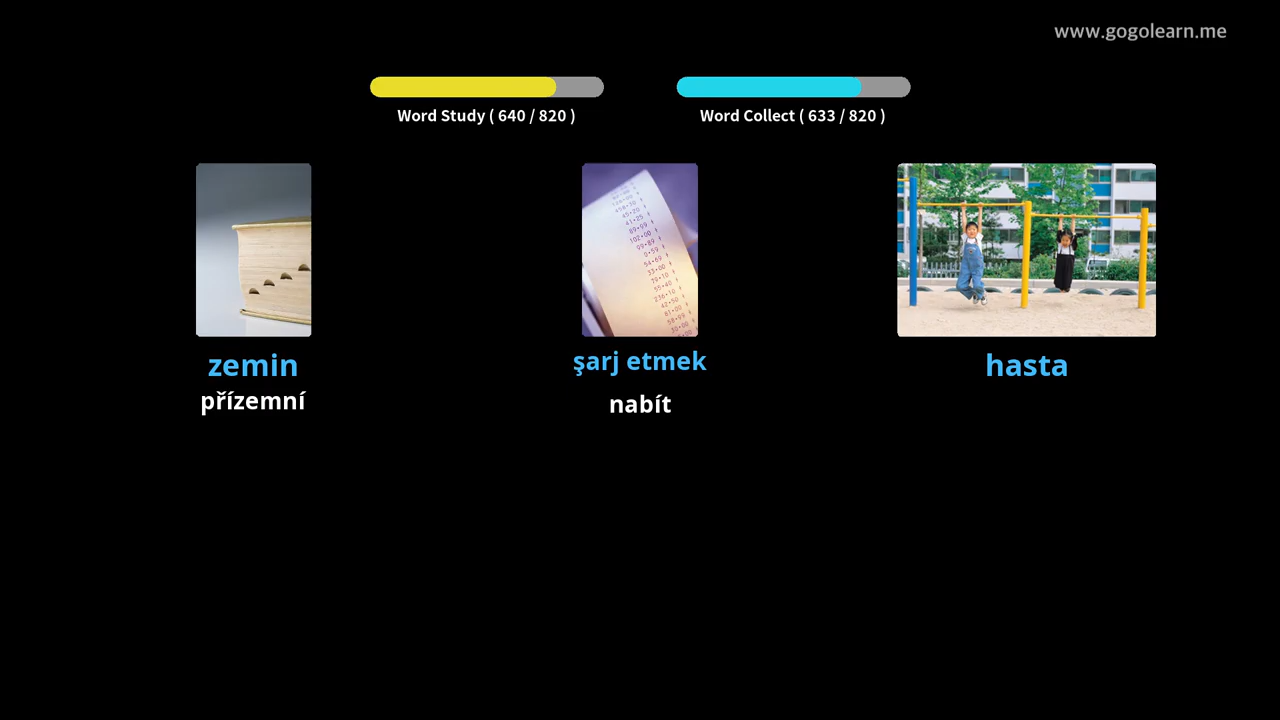 www.gogolearn.me
Word Study ( 640 / 820 )
Word Collect ( 633 / 820 )
zemin
přízemní
şarj etmek
nabít
hasta